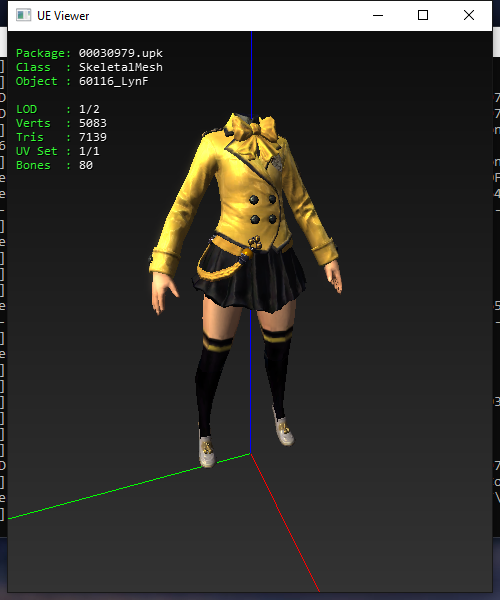 UE Viewer
Package: 00030979.upk
Class  : SkeletalMesh
Object : 60116_LynF
LOD    : 1/2
Verts  : 5083
Tris   : 7139
UV Set : 1/1
Bones  : 80